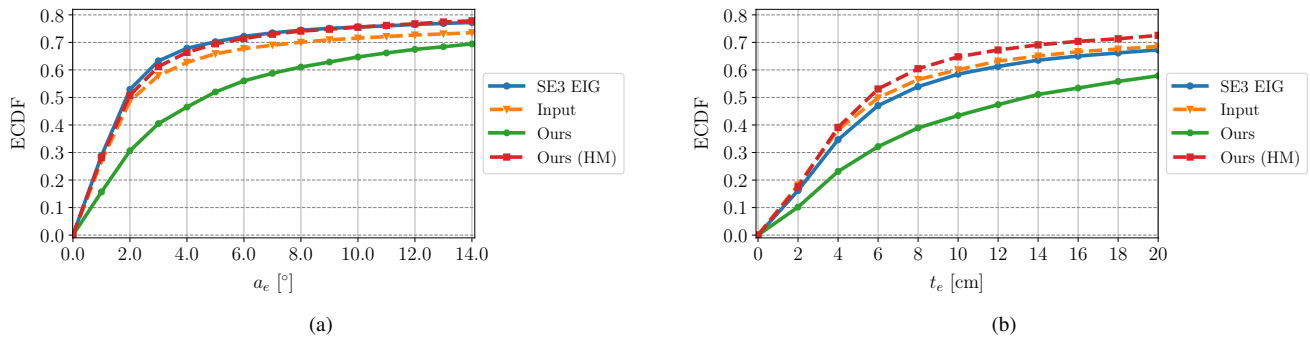 0.8
0.7
0.6
0.5
0.4
0.3
0.2
0.1
0.0
ECDF
0.0 2.0 4.0 6.0 8.0 10.0 12.0 14.0
a_e [°]
SE3 EIG
Input
Ours
Ours (HM)
(a)
0.8
0.7
0.6
0.5
0.4
0.3
0.2
0.1
0.0
ECDF
0 2 4 6 8 10 12 14 16 18 20
t_e [cm]
SE3 EIG
Input
Ours
Ours (HM)
(b)